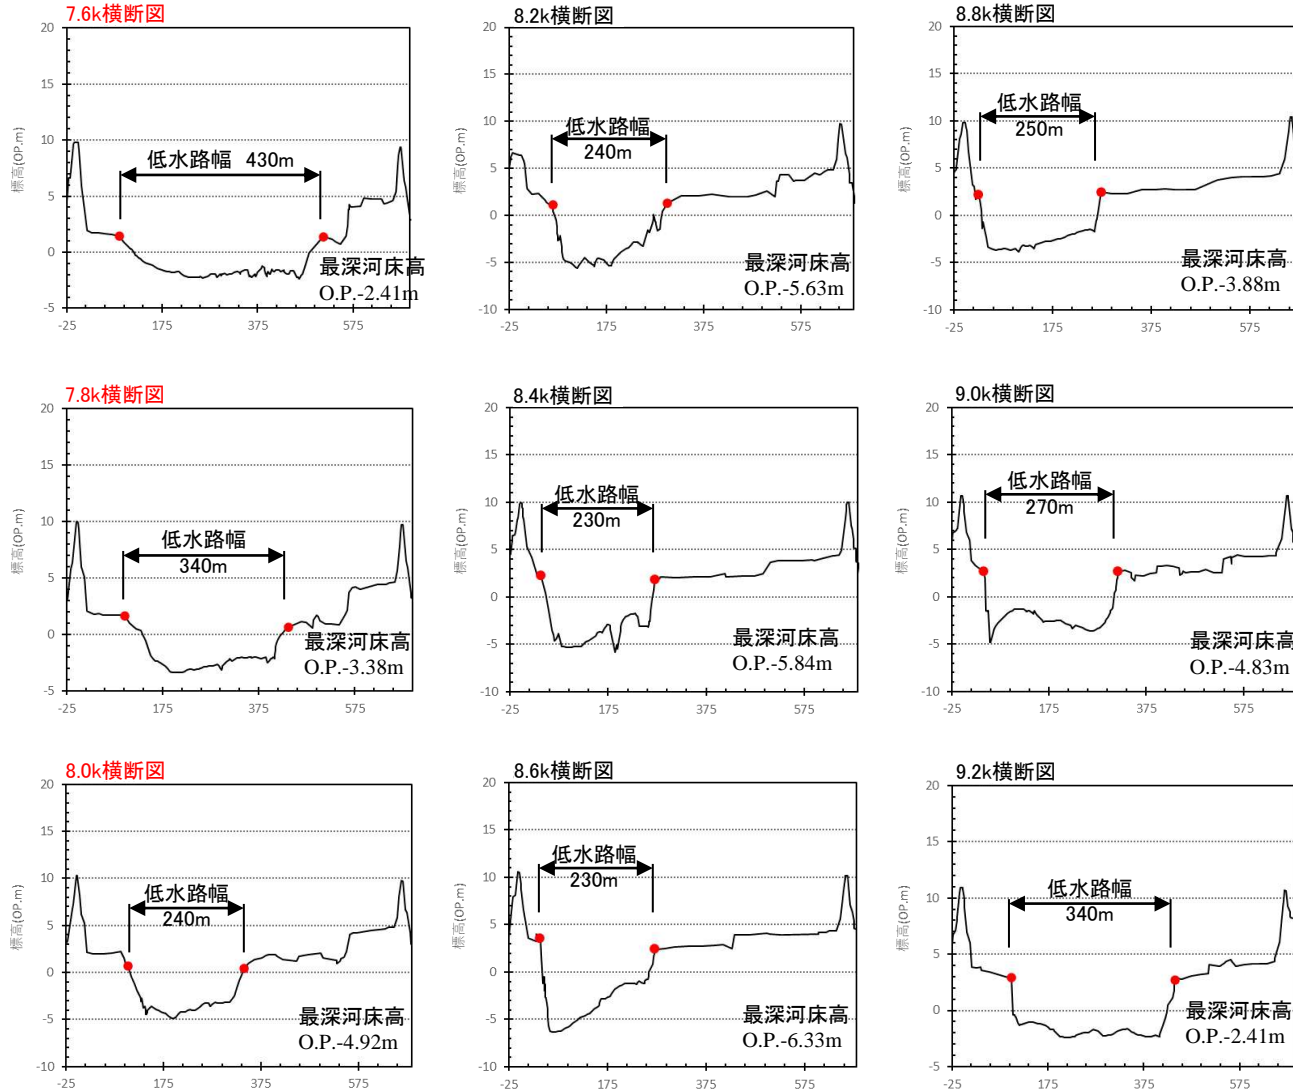 7.6k横断図
20
15
10
5
0
-5
標高(OP.m)
低水路幅 430m
最深河床高
O.P.-2.41m
-25
175
375
575
8.2k横断図
20
15
10
5
0
-5
-10
標高(OP.m)
低水路幅
240m
最深河床高
O.P.-5.63m
-25
175
575
8.8k横断図
20
15
10
5
0
-5
-10
標高(OP.m)
低水路幅
250m
最深河床高
O.P.-3.88m
-25
175
375
575
7.8k横断図
20
15
10
5
0
-5
標高(OP.m)
低水路幅
340m
最深河床高
O.P.-3.38m
-25
175
375
575
8.4k横断図
20
15
10
5
0
-5
-10
標高(OP.m)
低水路幅
230m
最深河床高
O.P.-5.84m
-25
175
375
575
9.0k横断図
20
15
10
5
0
-5
-10
標高(OP.m)
低水路幅
270m
最深河床高
O.P.-4.83m
-25
175
375
575
8.0k横断図
20
15
10
5
0
-5
-10
標高(OP.m)
低水路幅
240m
最深河床高
O.P.-4.92m
-25
175
375
575
8.6k横断図
20
15
10
5
0
-5
-10
標高(OP.m)
低水路幅
230m
最深河床高
O.P.-6.33m
-25
175
375
575
9.2k横断図
20
15
10
5
0
-5
標高(OP.m)
低水路幅
340m
最深河床高
O.P.-2.41m
-25
175
375
575